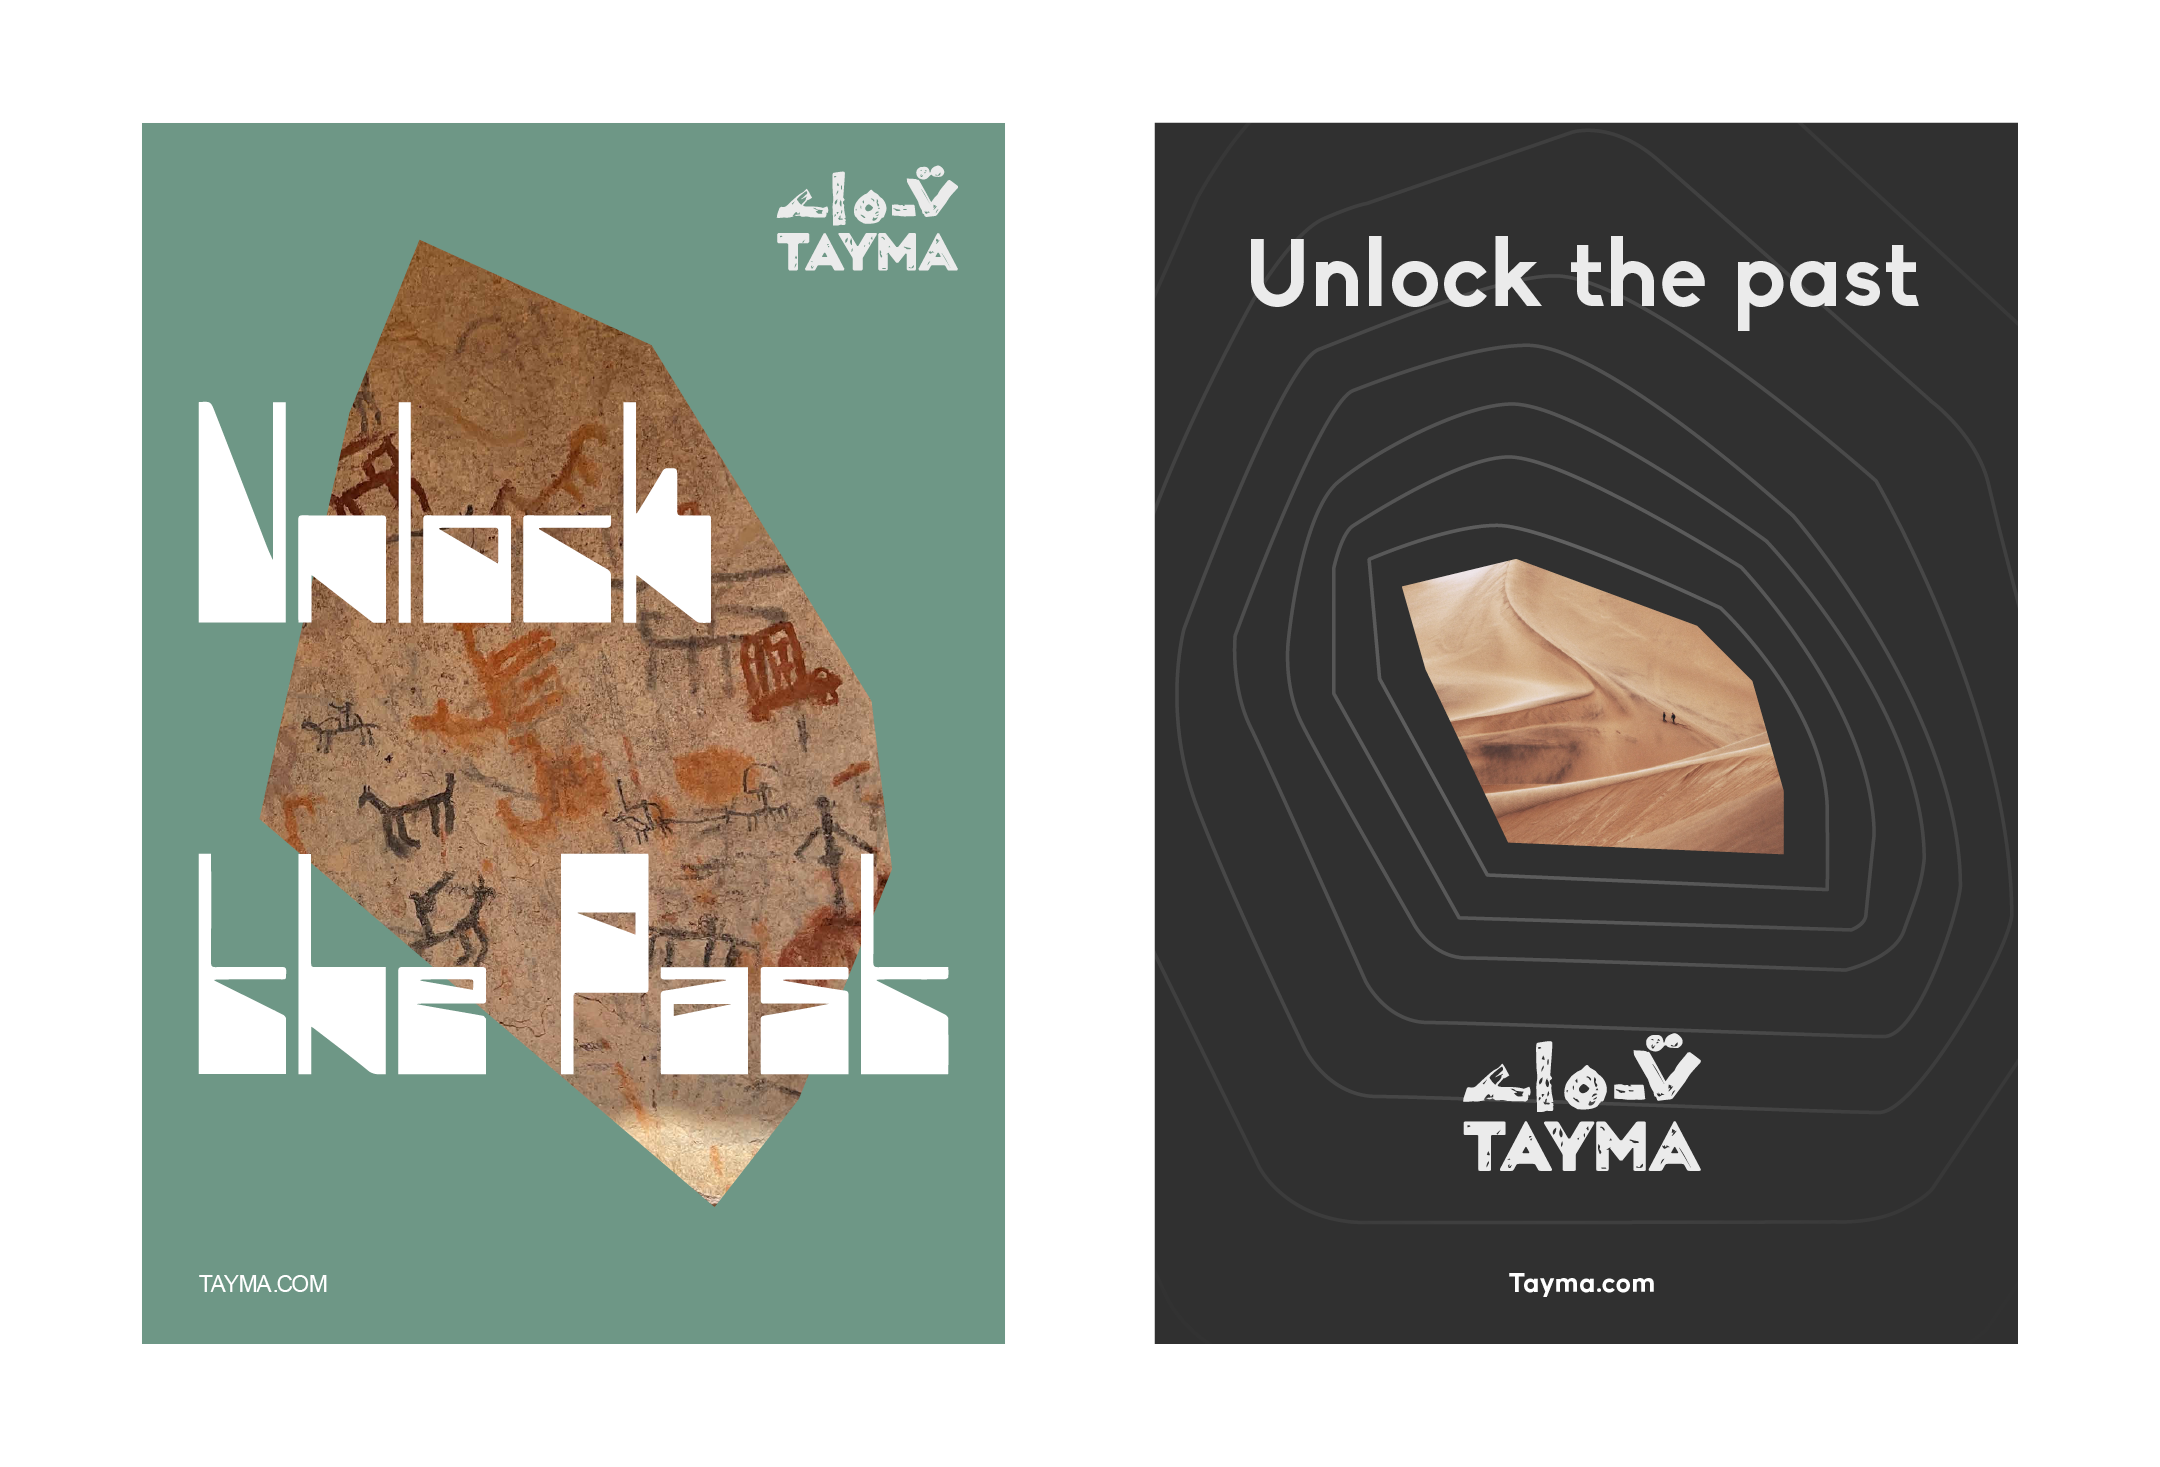 تيماء
TAYMA
Unlock
the Past
TAYMA.COM
Unlock the past
تيماء
TAYMA
Tayma.com